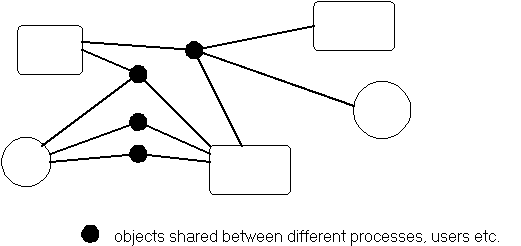 objects shared between different processes, users etc.